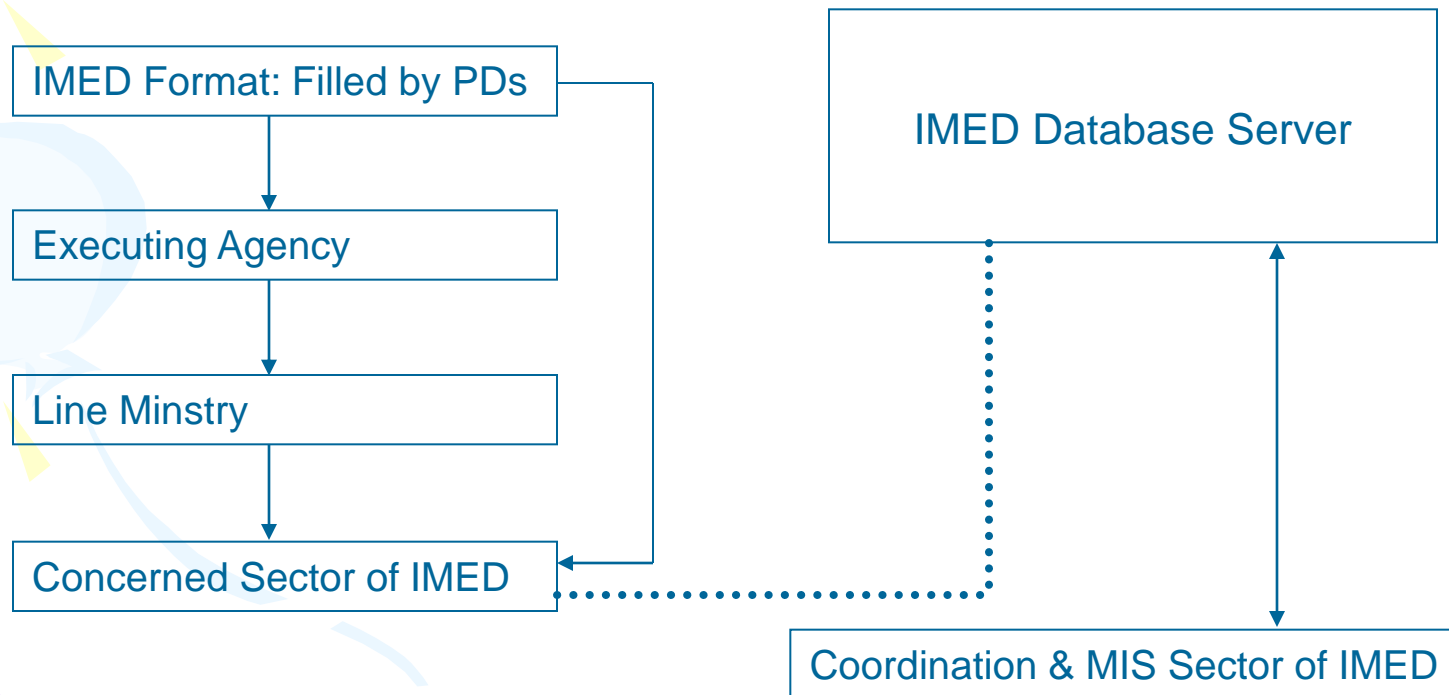 IMED Format: Filled by PDs
Executing Agency
Line Minstry
Concerned Sector of IMED
IMED Database Server
Coordination & MIS Sector of IMED